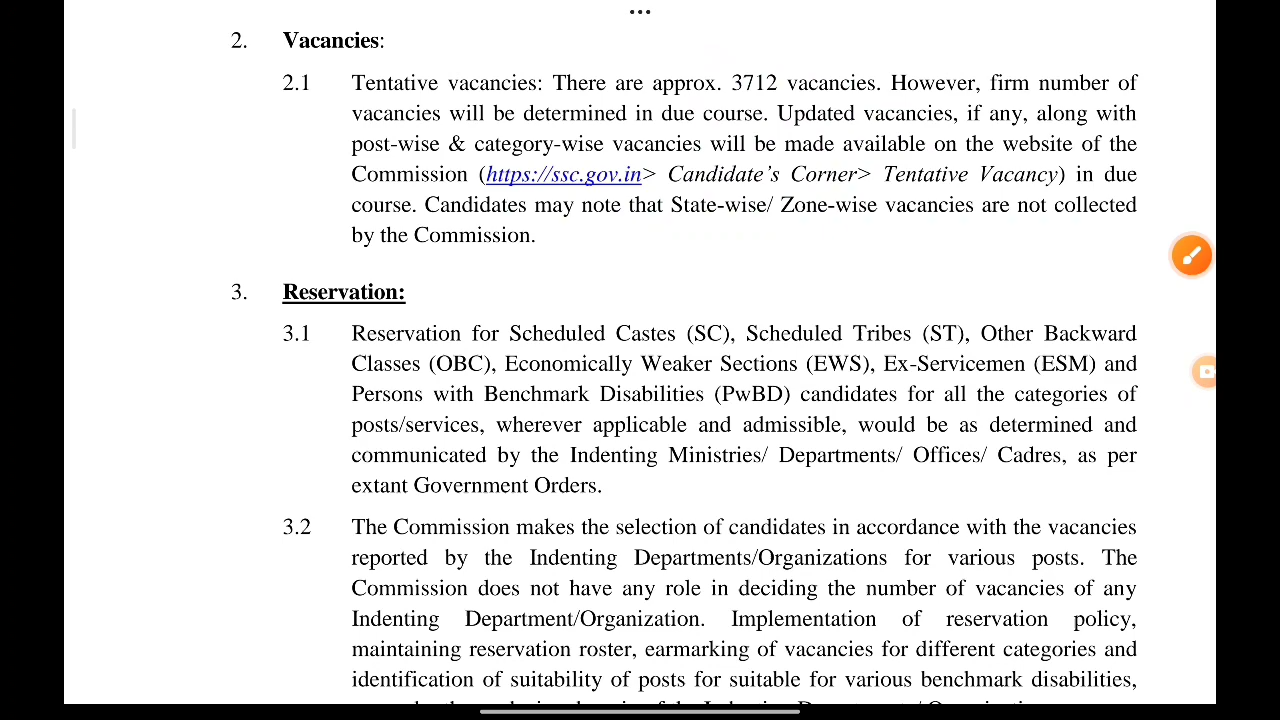 2. Vacancies:
2.1 Tentative vacancies: There are approx. 3712 vacancies. However, firm number of
vacancies will be determined in due course. Updated vacancies, if any, along with
post-wise & category-wise vacancies will be made available on the website of the
Commission (https://ssc.gov.in> Candidate's Corner> Tentative Vacancy) in due
course. Candidates may note that State-wise/ Zone-wise vacancies are not collected
by the Commission.
3. Reservation:
3.1 Reservation for Scheduled Castes (SC), Scheduled Tribes (ST), Other Backward
Classes (OBC), Economically Weaker Sections (EWS), Ex-Servicemen (ESM) and
Persons with Benchmark Disabilities (PwBD) candidates for all the categories of
posts/services, wherever applicable and admissible, would be as determined and
communicated by the Indenting Ministries/ Departments/ Offices/ Cadres, as per
extant Government Orders.
3.2 The Commission makes the selection of candidates in accordance with the vacancies
reported by the Indenting Departments/Organizations for various posts. The
Commission does not have any role in deciding the number of vacancies of any
Indenting Department/Organization. Implementation of reservation policy,
maintaining reservation roster, earmarking of vacancies for different categories and
identification of suitability of posts for suitable for various benchmark disabilities,